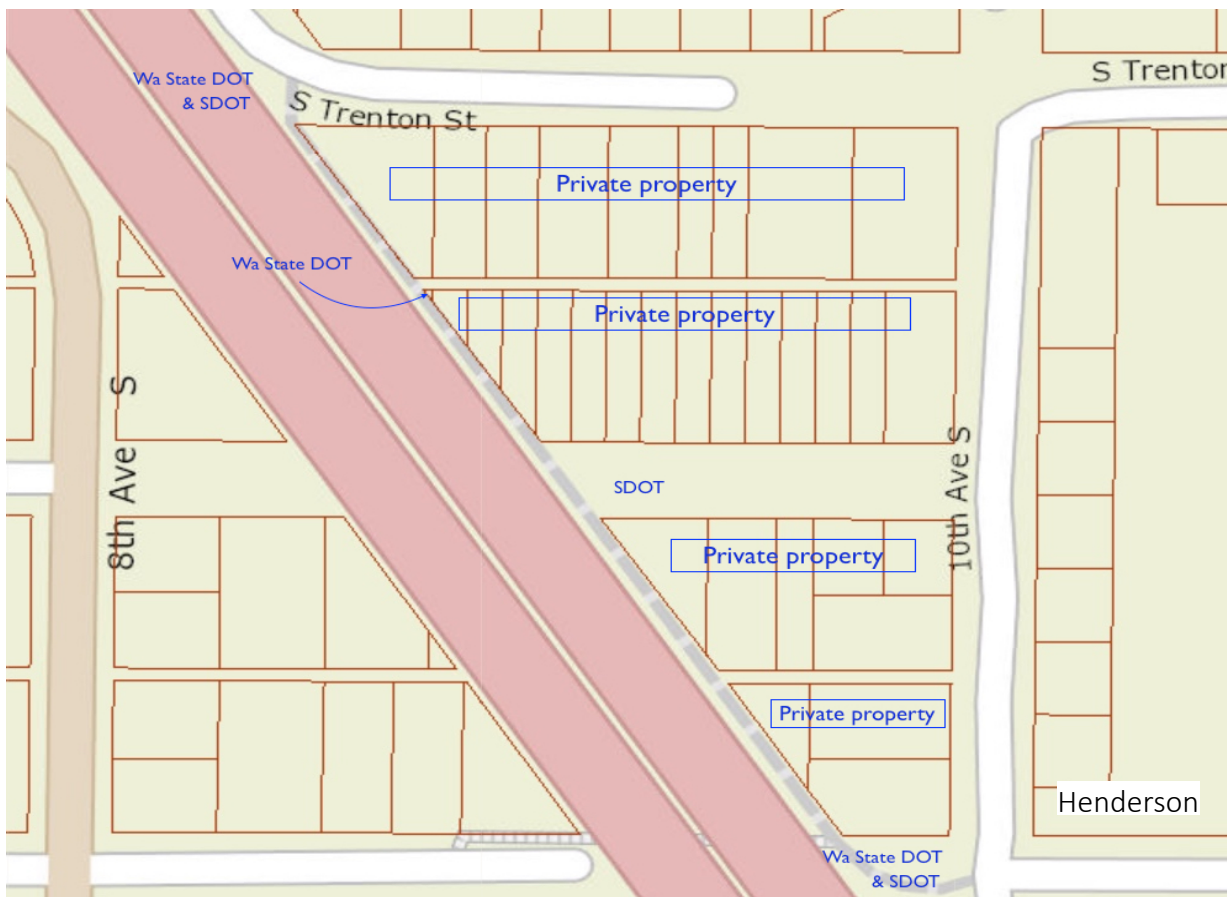 S Trenton
Wa State DOT
& SDOT
S Trenton St
Private property
Wa State DOT
Private property
8th Ave S
SDOT
10th Ave S
Private property
Private property
Henderson
Wa State DOT
& SDOT